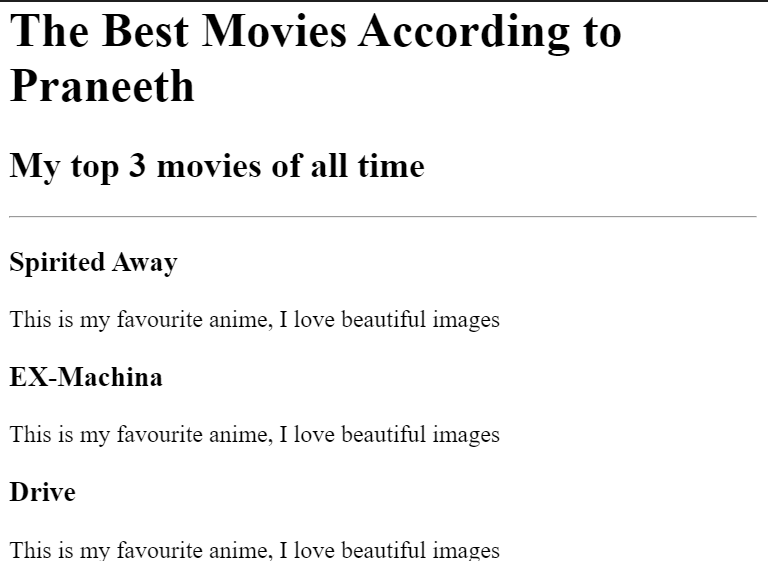 The Best Movies According to
Praneeth
My top 3 movies of all time
Spirited Away
This is my favourite anime, I love beautiful images
EX-Machina
This is my favourite anime, I love beautiful images
Drive
This is my favourite anime, I love beautiful images